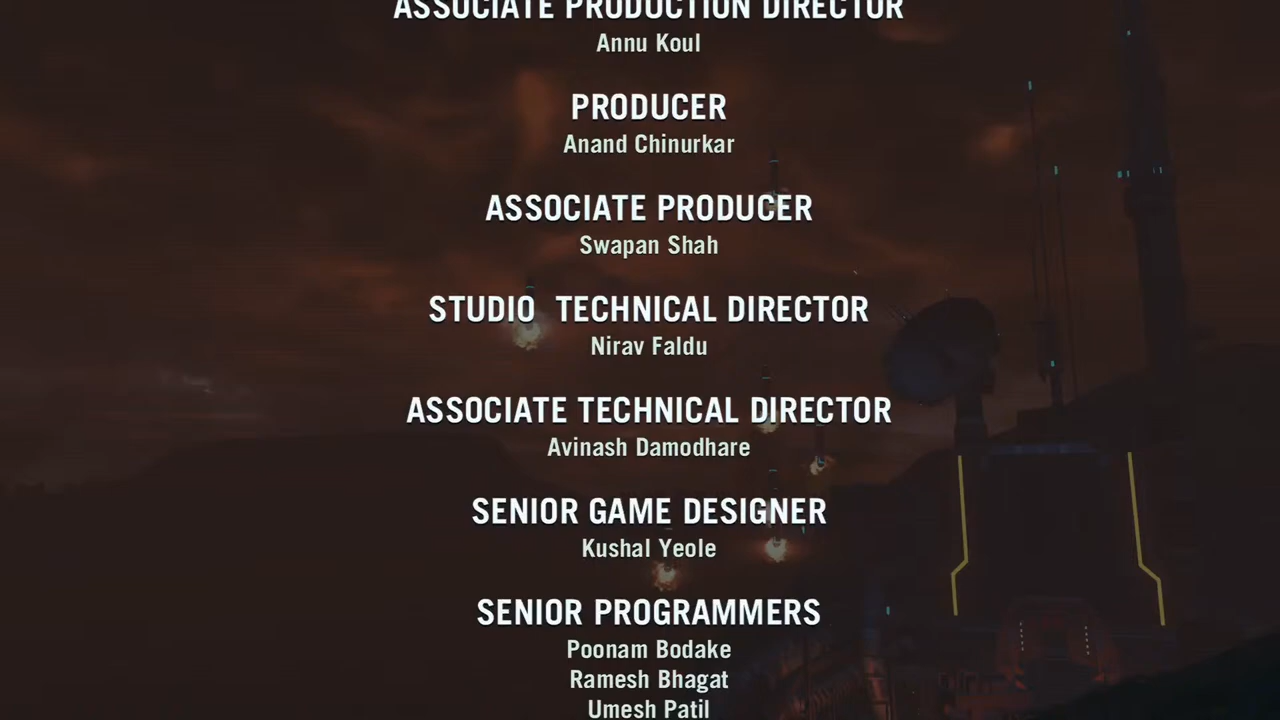 ASSOCIATE PRODUCTION DIRECTOR
Annu Koul
PRODUCER
Anand Chinurkar
ASSOCIATE PRODUCER
Swapan Shah
STUDIO TECHNICAL DIRECTOR
Nirav Faldu
ASSOCIATE TECHNICAL DIRECTOR
Avinash Damodhare
SENIOR GAME DESIGNER
Kushal Yeole
SENIOR PROGRAMMERS
Poonam Bodake
Ramesh Bhagat
Umesh Patil